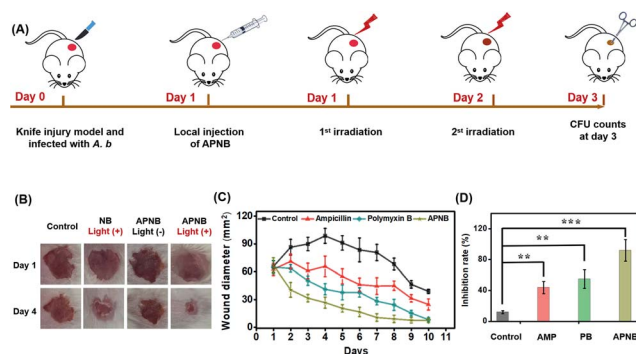 (A)
Day 0
Day 1
Day 1
Day 2
Day 3
Knife injury model and
infected with A. b
Local injection
of APNB
1st irradiation
2st irradiation
CFU counts
at day 3
(B)
Control
NB
Light (+)
APNB
Light (-)
APNB
Light (+)
Day 1
Day 4
(C)
Control
Ampicillin
Polymyxin B
APNB
Wound diameter (mm2)
120
90
60
30
0
0 1 2 3 4 5 6 7 8 9 10 11
Days
(D)
Inhibition rate (%)
120
80
40
0
***
**
**
Control
AMP
PB
APNB